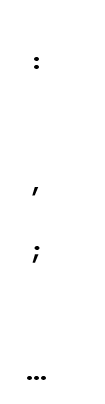 :
,
;
…